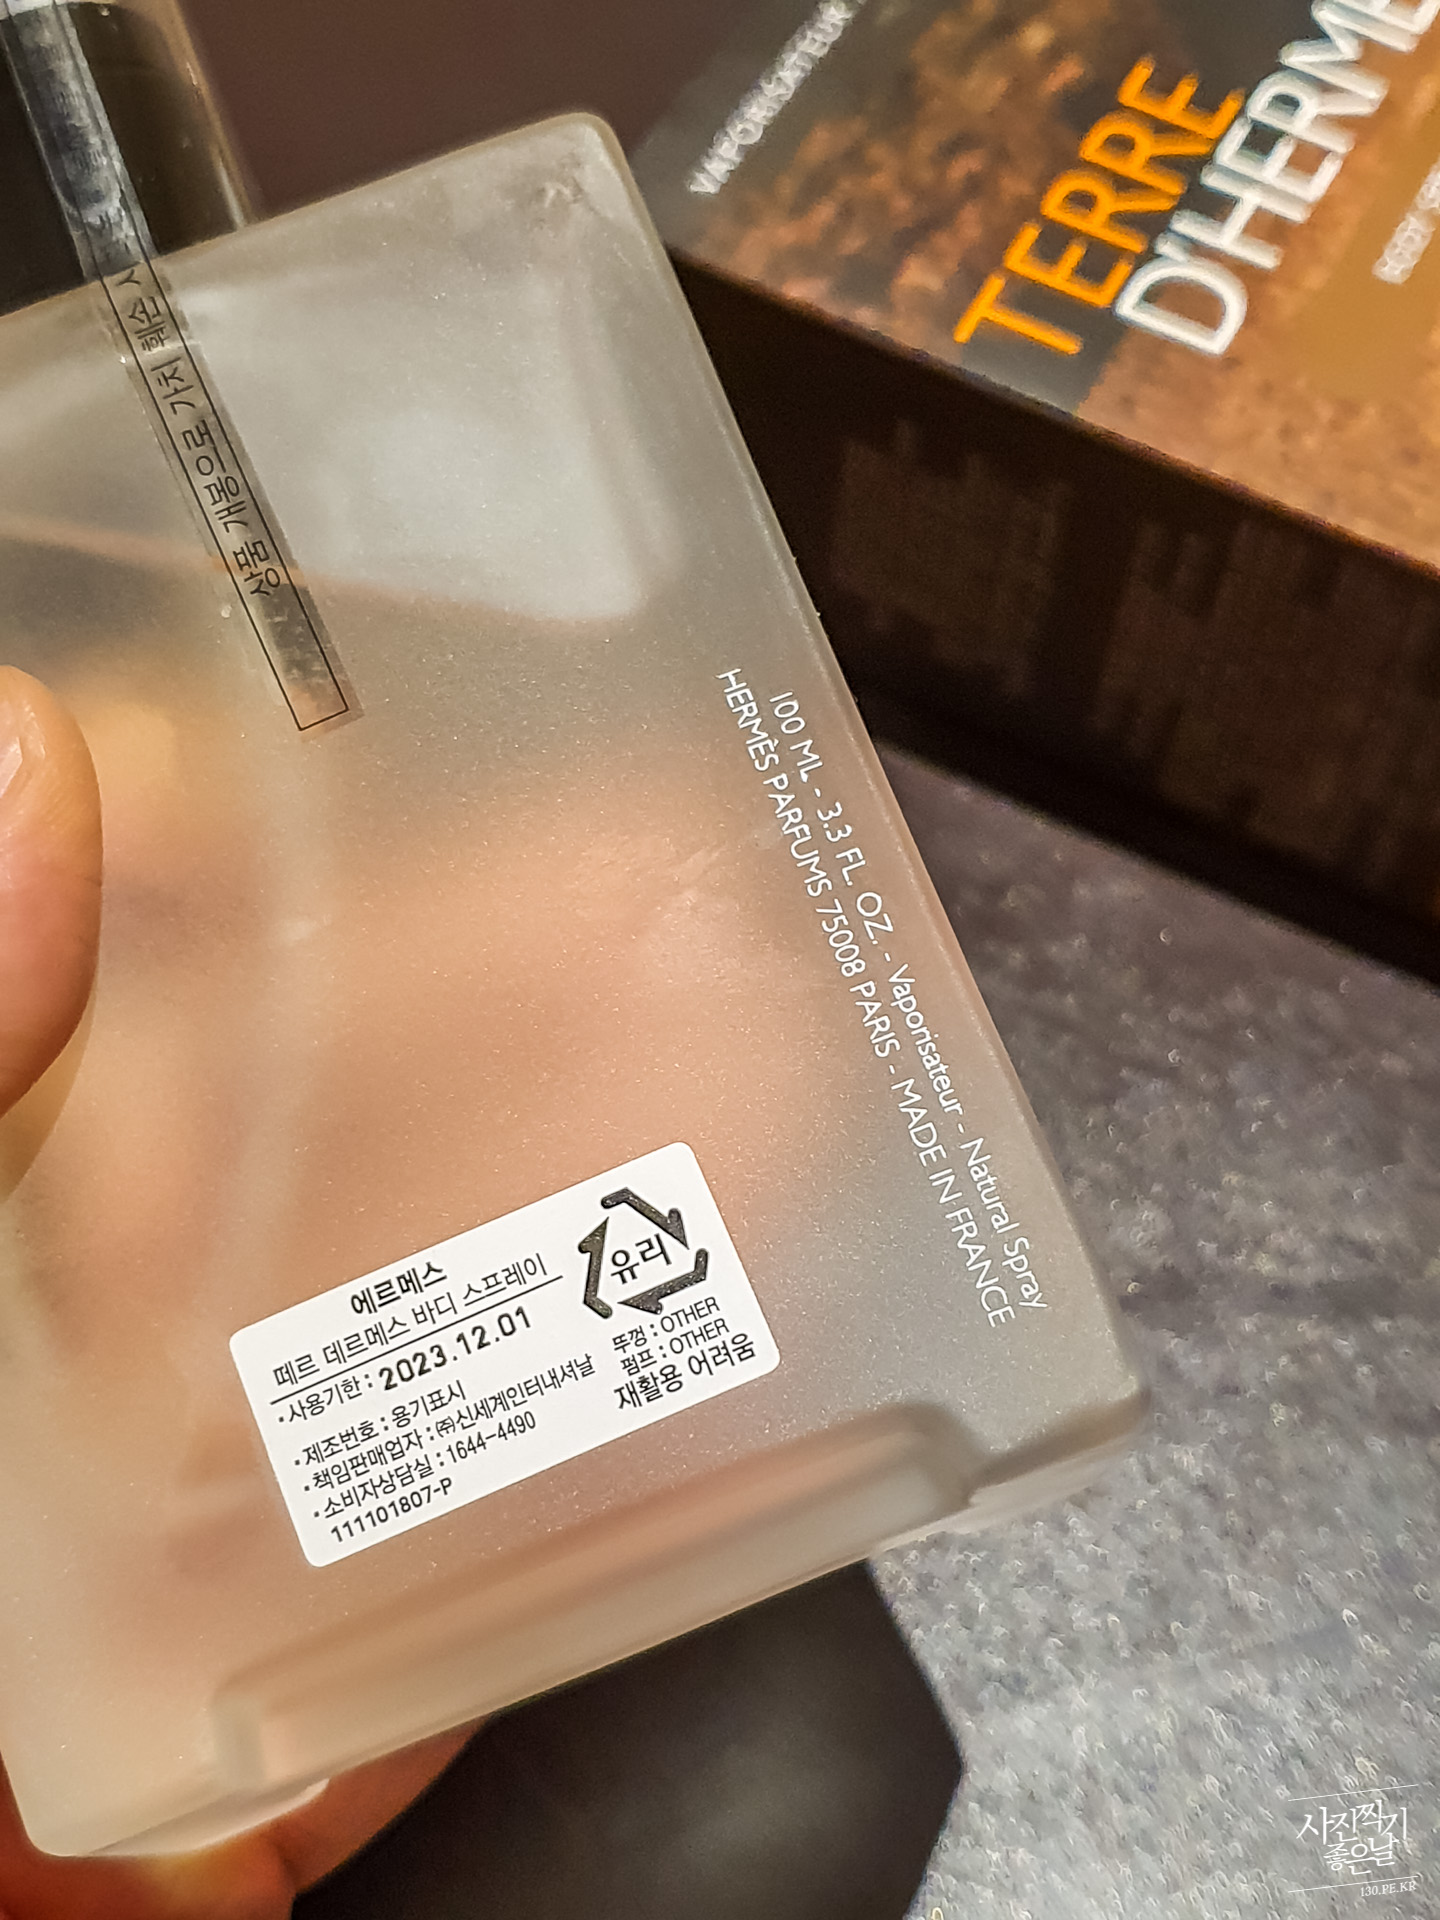 VAPORISATEUR
TERRE
D'HERMÈ
BODY
상품 개봉으로 가치 훼손 시
100 ML - 3.3 FL. OZ. - Vaporisateur - Natural Spray
HERMÈS PARFUMS 75008 PARIS - MADE IN FRANCE
에르메스
떼르 데르메스 바디 스프레이
·사용기한 : 2023.12.01
·제조번호 : 용기표시
·책임판매업자 : ㈜신세계인터내셔날
·소비자상담실 : 1644-4490
111101807-P
유리
뚜껑 : OTHER
펌프 : OTHER
재활용 어려움
사진찍기
좋은날
130.PE.KR